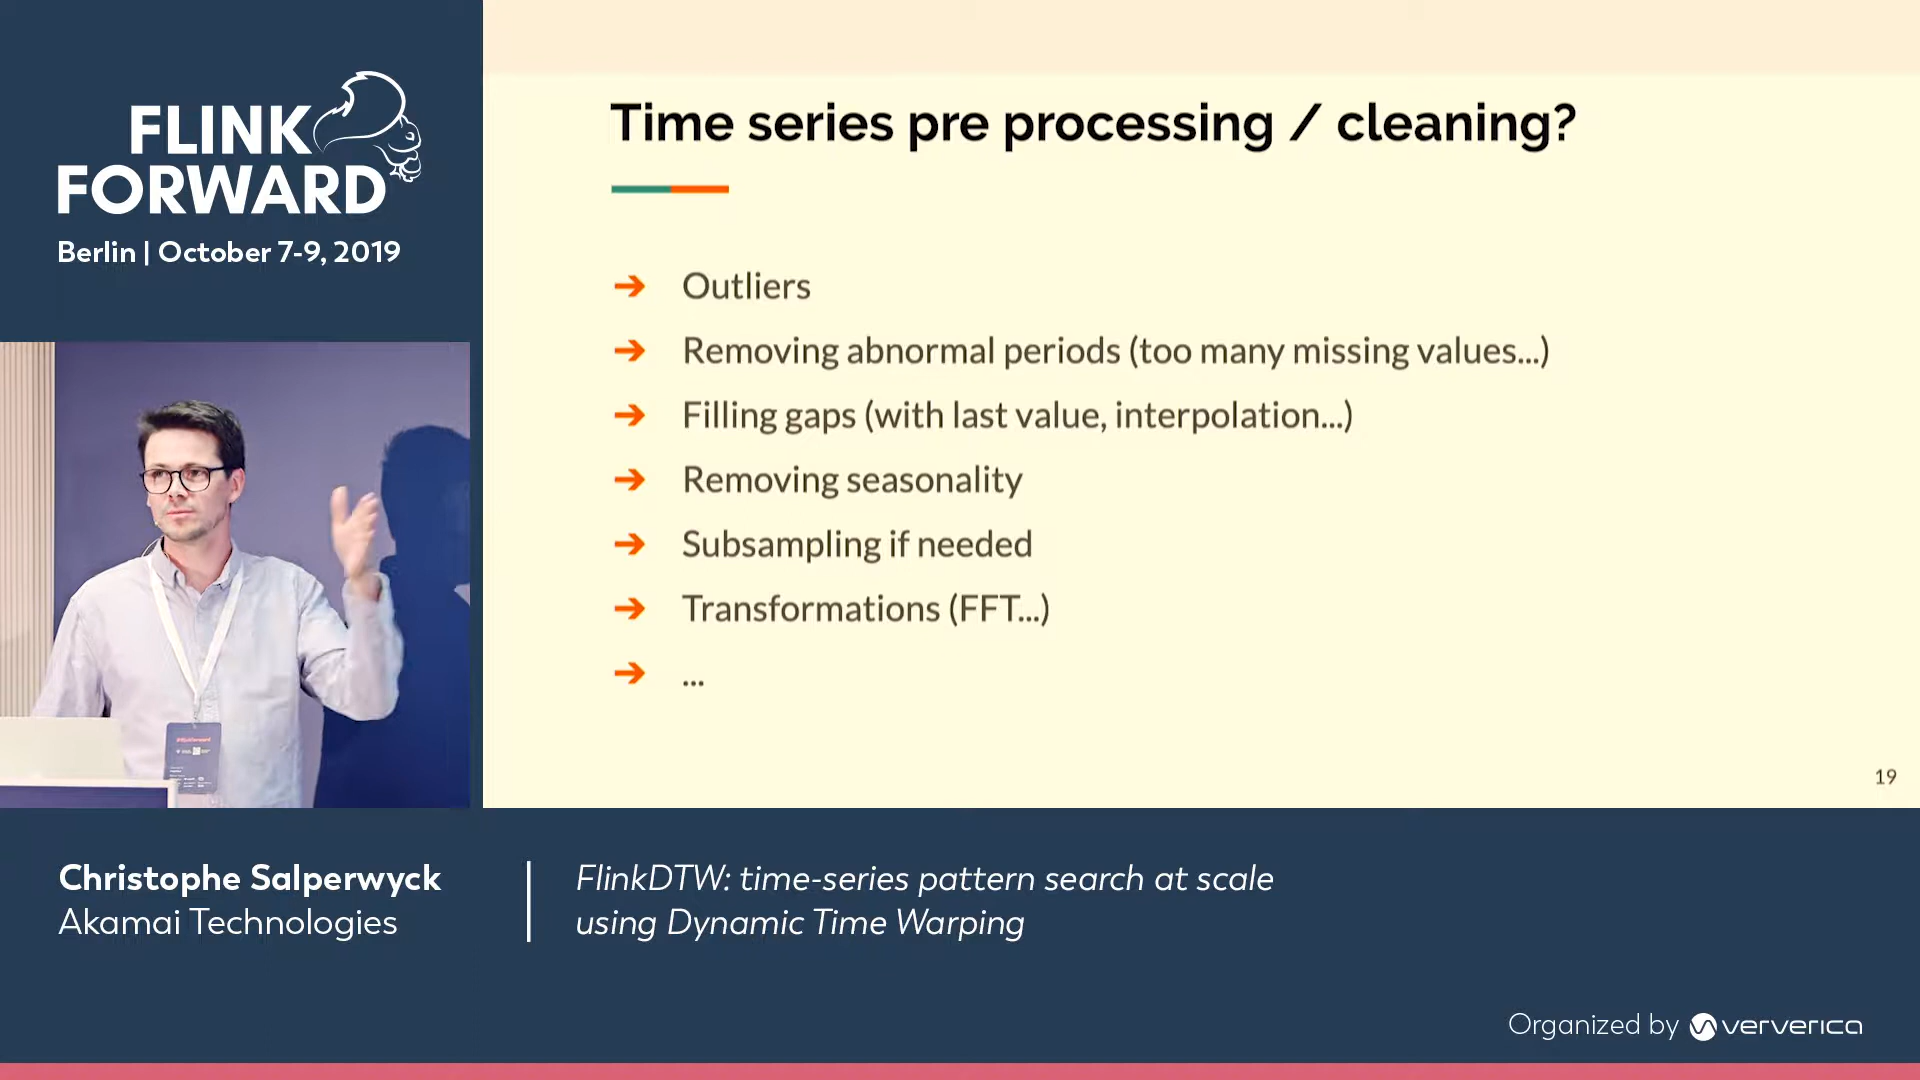 FLINK
FORWARD
Berlin | October 7-9, 2019
Time series pre processing / cleaning?
➔ Outliers
➔ Removing abnormal periods (too many missing values...)
➔ Filling gaps (with last value, interpolation...)
➔ Removing seasonality
➔ Subsampling if needed
➔ Transformations (FFT...)
➔ ...
19
Christophe Salperwyck
Akamai Technologies
FlinkDTW: time-series pattern search at scale
using Dynamic Time Warping
Organized by ververica